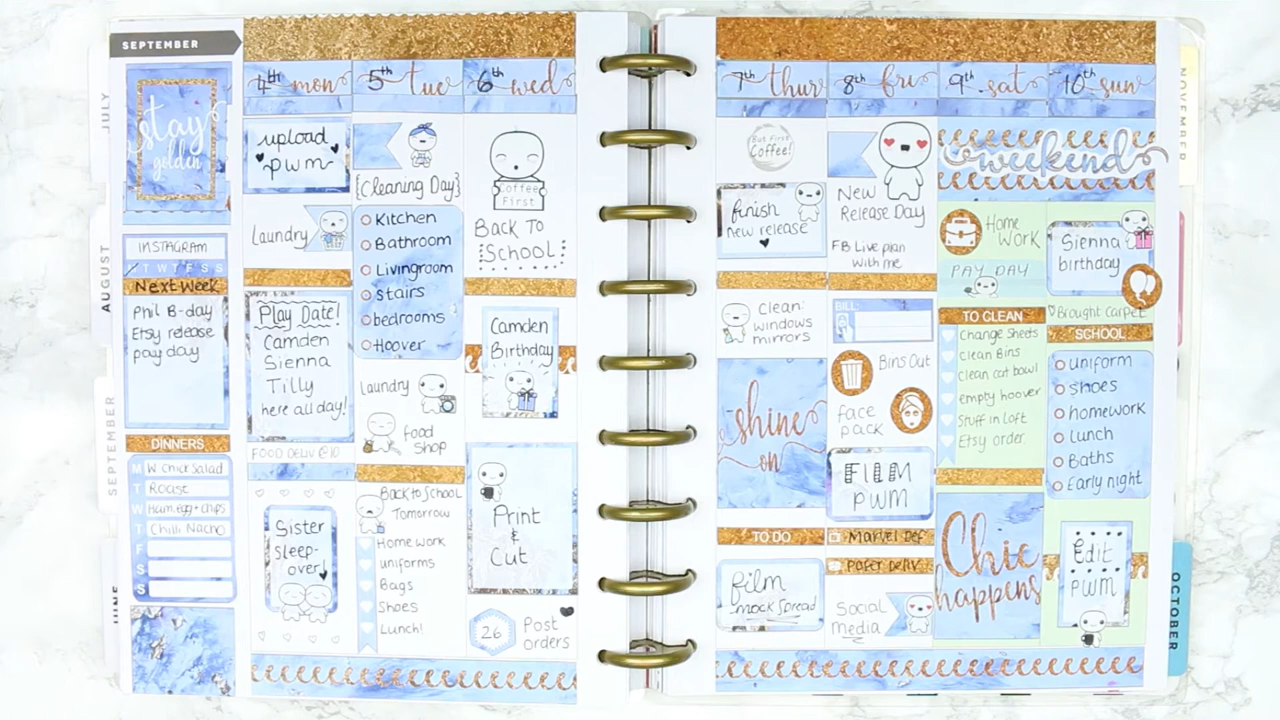 SEPTEMBER
JULY
AUGUST
SEPTEMBER
JUNE
stay
golden
INSTAGRAM
M T W T F S S
Next Week
Phil B-day
Etsy release
pay day
DINNERS
M W. Chick Salad
T Roast
W Ham, egg + chips
T Chilli Nacho
F
S
S
4th mon
upload
PWM
Laundry
Play Date!
Camden
Sienna
Tilly
here all day!
FOOD DELIV @10
Sister
sleep-
over!
5th tue
{Cleaning Day}
Kitchen
Bathroom
Livingroom
Stairs
bedrooms
Hoover
Laundry
food
shop
Back to School
Tomorrow
Home work
uniforms
Bags
Shoes
Lunch!
6th wed
Coffee
First
Back To
School
Camden
Birthday
Print
&
Cut
26
Post
orders
7th thur
But First
Coffee!
finish
new release
Clean:
windows
mirrors
shine
on
TO DO
film
mock spread
8th fri
New
Release Day
FB Live plan
With me
BILL:
Bins Out
face
pack
FILM
PWM
Marvel Def
Paper Deliv
Social
media
9th sat
10th sun
weekend
Home
Work
PAY DAY
TO CLEAN
Change Sheets
Clean Bins
Clean cat bowl
empty hoover
Stuff in Loft
Etsy order
Chic
happens
Sienna
birthday
Brought Carpet
SCHOOL
uniform
Shoes
homework
Lunch
Baths
Early night
Edit
PWM
NOVEMBER
OCTOBER